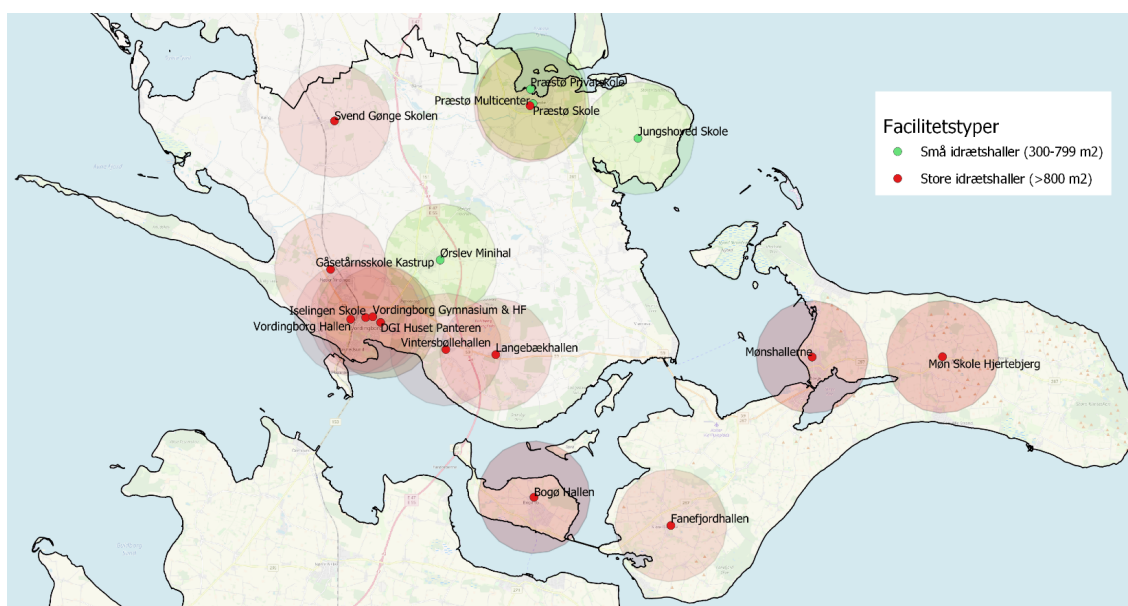 Præstø Privatskole
Præstø Multicenter
Præstø Skole
Svend Gønge Skolen
Jungshoved Skole
Facilitetstyper
Små idrætshaller (300-799 m2)
Store idrætshaller (>800 m2)
Ørslev Minihal
Gåsetårnsskole Kastrup
Iselingen Skole
Vordingborg Gymnasium & HF
Vordingborg Hallen
DGI Huset Panteren
Vintersbøllehallen
Langebækhallen
Mønshallerne
Møn Skole Hjertebjerg
Bogø Hallen
Fanefjordhallen